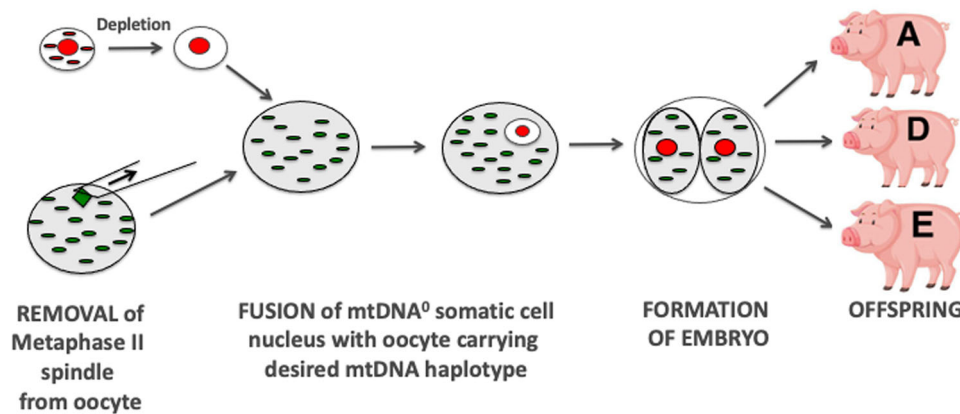 Depletion
A
D
E
REMOVAL of
Metaphase II
spindle
from oocyte
FUSION of mtDNA⁰ somatic cell
nucleus with oocyte carrying
desired mtDNA haplotype
FORMATION
OF EMBRYO
OFFSPRING